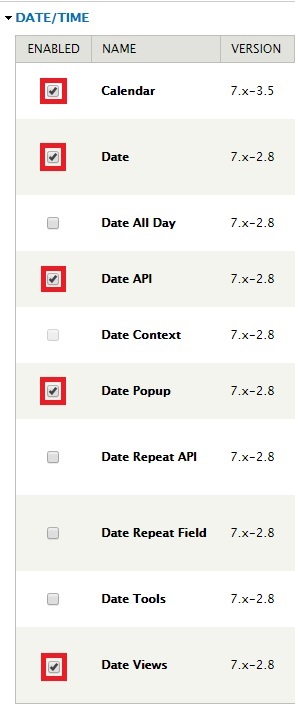 DATE/TIME
ENABLED NAME VERSION
Calendar 7.x-3.5
Date 7.x-2.8
Date All Day 7.x-2.8
Date API 7.x-2.8
Date Context 7.x-2.8
Date Popup 7.x-2.8
Date Repeat API 7.x-2.8
Date Repeat Field 7.x-2.8
Date Tools 7.x-2.8
Date Views 7.x-2.8